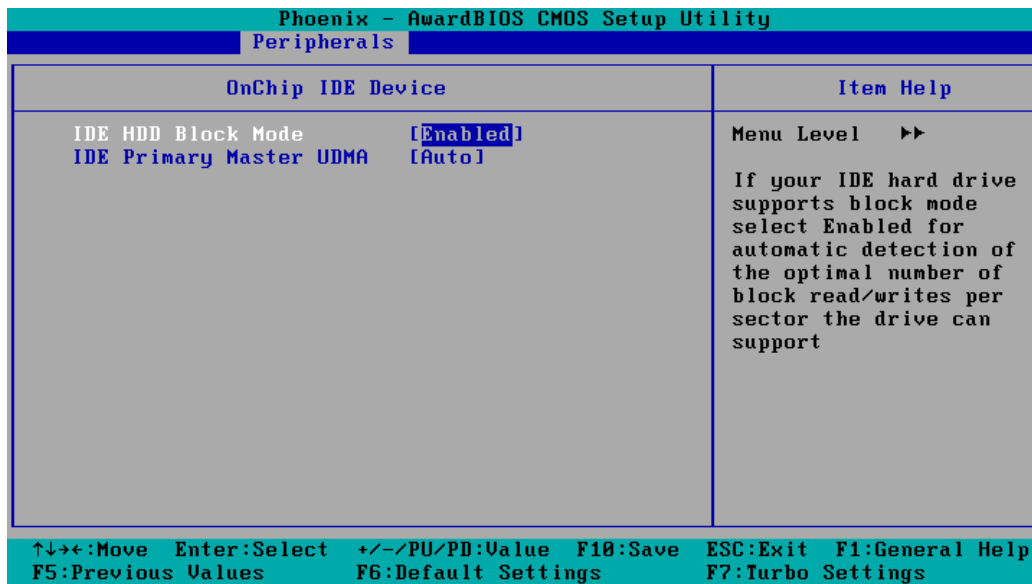 Phoenix - AwardBIOS CMOS Setup Utility
Peripherals
OnChip IDE Device
IDE HDD Block Mode [Enabled]
IDE Primary Master UDMA [Auto]
Item Help
Menu Level ►►
If your IDE hard drive
supports block mode
select Enabled for
automatic detection of
the optimal number of
block read/writes per
sector the drive can
support
↑↓→←:Move Enter:Select +/-/PU/PD:Value F10:Save ESC:Exit F1:General Help
F5:Previous Values F6:Default Settings F7:Turbo Settings